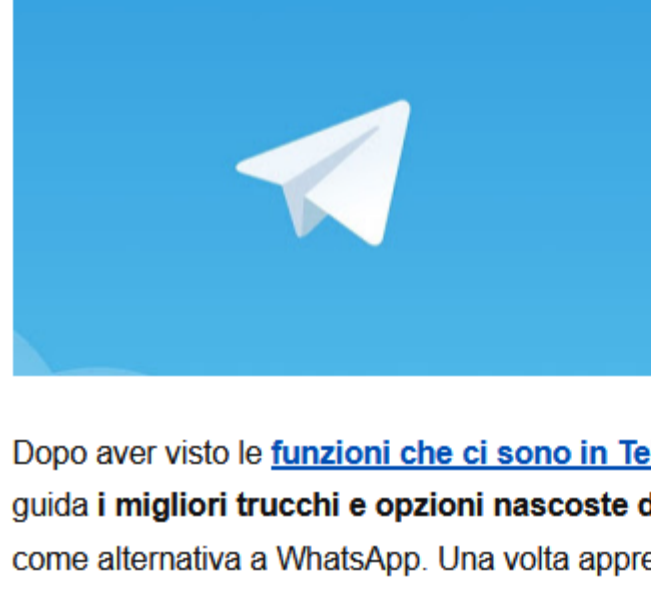 Dopo aver visto le funzioni che ci sono in Te
guida i migliori trucchi e opzioni nascoste d
come alternativa a WhatsApp. Una volta appre